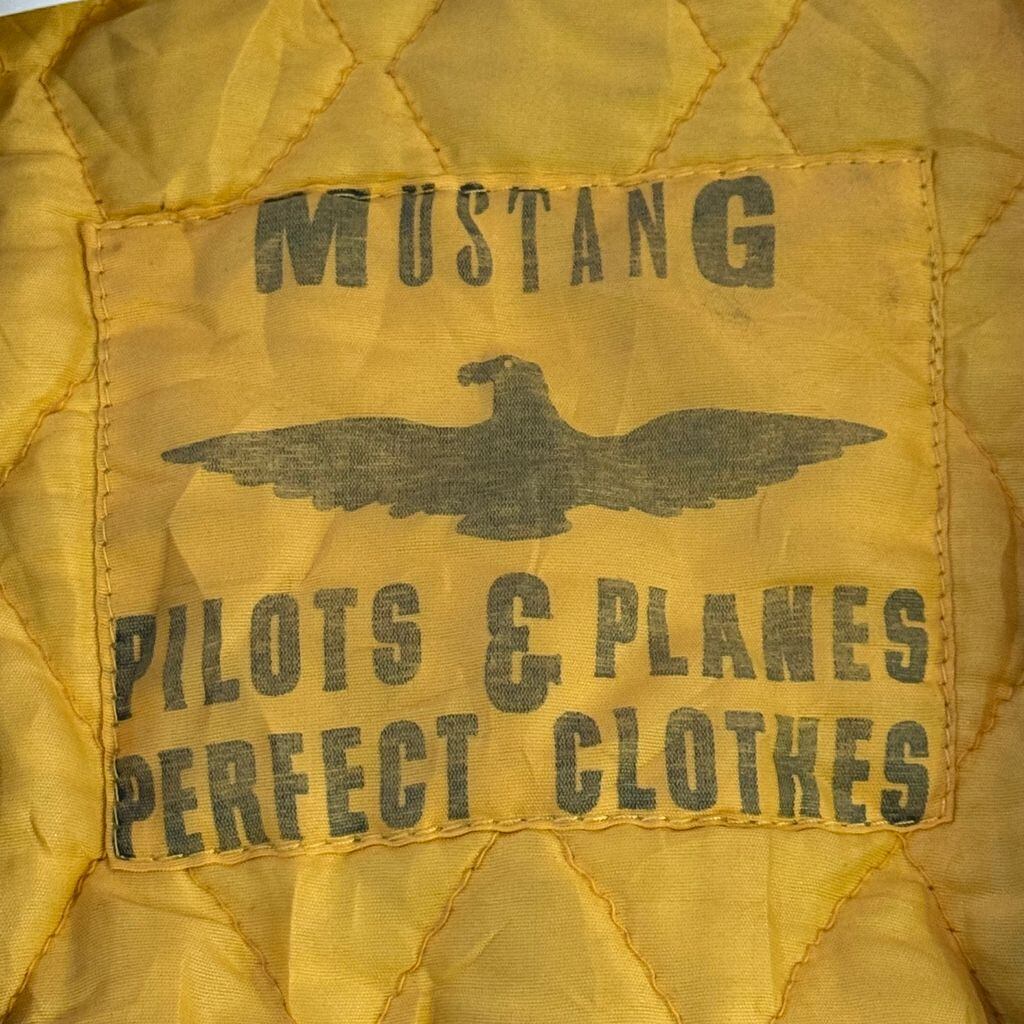 MUSTANG
PILOTS & PLANES
PERFECT CLOTHES